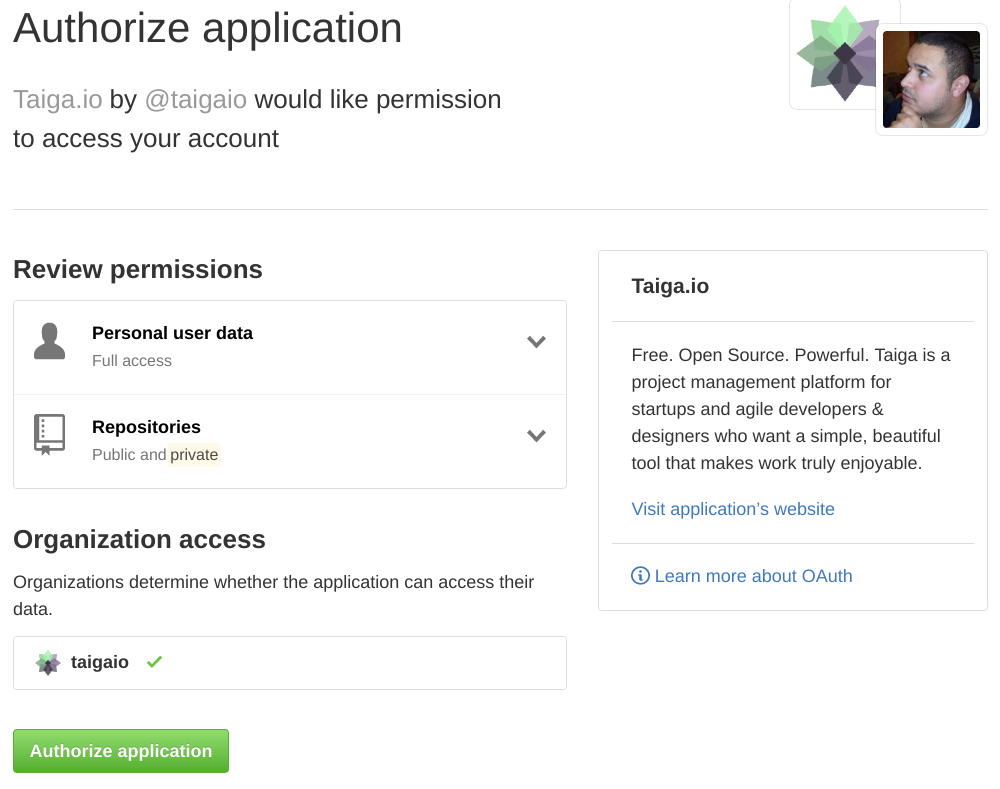 Authorize application
Taiga.io by @taigaio would like permission
to access your account
Review permissions
Personal user data
Full access
Repositories
Public and private
Organization access
Organizations determine whether the application can access their
data.
taigaio
Authorize application
Taiga.io
Free. Open Source. Powerful. Taiga is a
project management platform for
startups and agile developers &
designers who want a simple, beautiful
tool that makes work truly enjoyable.
Visit application’s website
Learn more about OAuth